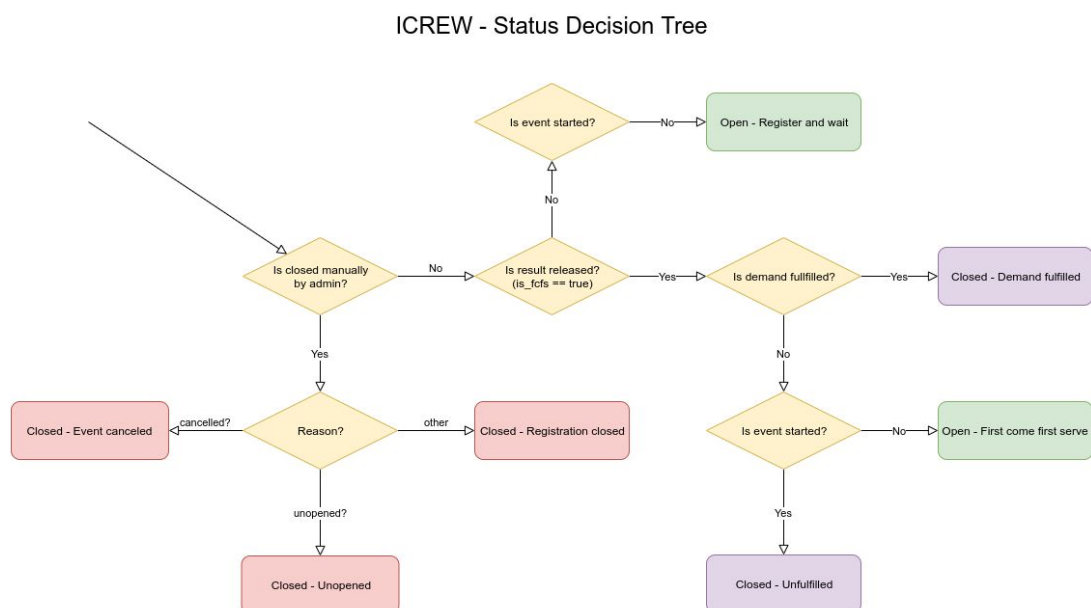 ICREW - Status Decision Tree
Is event started?
No
Open - Register and wait
No
Is closed manually
by admin?
No
Is result released?
(is_fcfs == true)
Yes
Is demand fullfilled?
Yes
Closed - Demand fulfilled
Yes
No
Closed - Event canceled
cancelled?
Reason?
other
Closed - Registration closed
Is event started?
No
Open - First come first serve
unopened?
Yes
Closed - Unopened
Closed - Unfulfilled